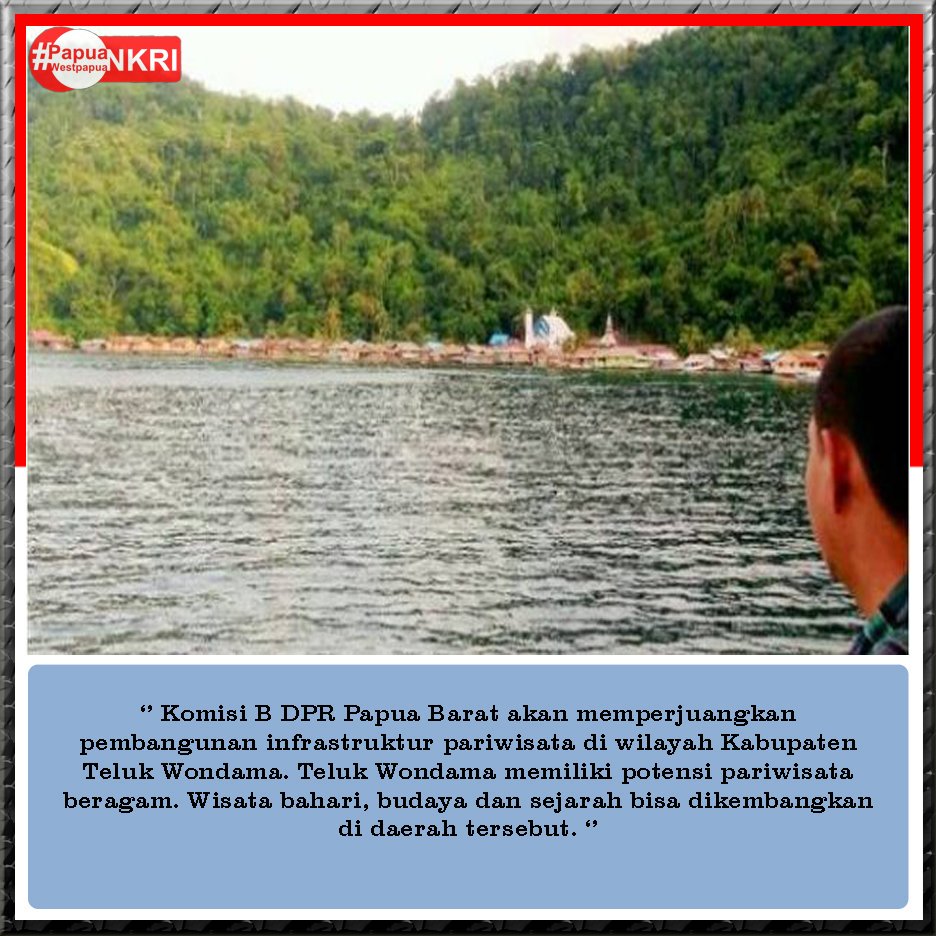 #Papua
Westpapua
NKRI
‘’ Komisi B DPR Papua Barat akan memperjuangkan
pembangunan infrastruktur pariwisata di wilayah Kabupaten
Teluk Wondama. Teluk Wondama memiliki potensi pariwisata
beragam. Wisata bahari, budaya dan sejarah bisa dikembangkan
di daerah tersebut. ‘’